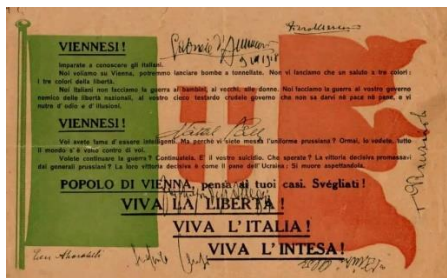 VIENNESI!
Imparate a conoscere gli italiani.
Noi voliamo su Vienna, potremmo lanciare bombe a tonnellate. Non vi lanciamo che un saluto a tre colori:
i tre colori della libertà.
Noi italiani non facciamo la guerra ai bambini, ai vecchi, alle donne. Noi facciamo la guerra al vostro governo
nemico delle libertà nazionali, al vostro cieco testardo crudele governo che non sa darvi nè pace nè pane, e vi
nutre d'odio e d'illusioni.
VIENNESI!
Voi avete fama d'essere intelligenti. Ma perchè vi siete messa l'uniforme prussiana? Ormai, lo vedete, tutto
il mondo s'è volto contro di voi.
Volete continuare la guerra? Continuatela. È il vostro suicidio. Che sperate? La vittoria decisiva promessavi
dai generali prussiani? La loro vittoria decisiva è come il pane dell'Ucraina: Si muore aspettandola.
POPOLO DI VIENNA, pensa ai tuoi casi. Svégliati!
VIVA LA LIBERTÀ!
VIVA L'ITALIA!
VIVA L'INTESA!